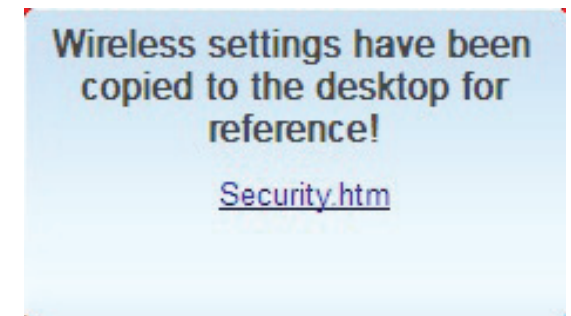 Wireless settings have been
copied to the desktop for
reference!
Security.htm